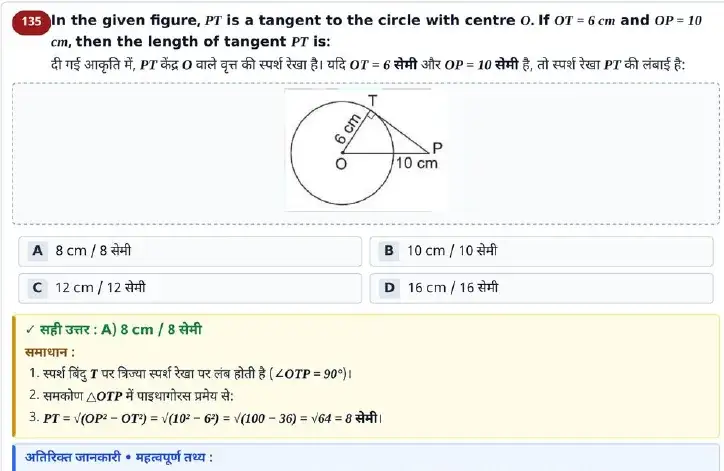 135 In the given figure, PT is a tangent to the circle with centre O. If OT = 6 cm and OP = 10
cm, then the length of tangent PT is:
दी गई आकृति में, PT केंद्र O वाले वृत्त की स्पर्श रेखा है। यदि OT = 6 सेमी और OP = 10 सेमी है, तो स्पर्श रेखा PT की लंबाई है:
T
6 cm
O
P
10 cm
A 8 cm / 8 सेमी
B 10 cm / 10 सेमी
C 12 cm / 12 सेमी
D 16 cm / 16 सेमी
✓ सही उत्तर : A) 8 cm / 8 सेमी
समाधान :
1. स्पर्श बिंदु T पर त्रिज्या स्पर्श रेखा पर लंब होती है (∠OTP = 90°)।
2. समकोण △OTP में पाइथागोरस प्रमेय से:
3. PT = √(OP² − OT²) = √(10² − 6²) = √(100 − 36) = √64 = 8 सेमी।
अतिरिक्त जानकारी • महत्वपूर्ण तथ्य :